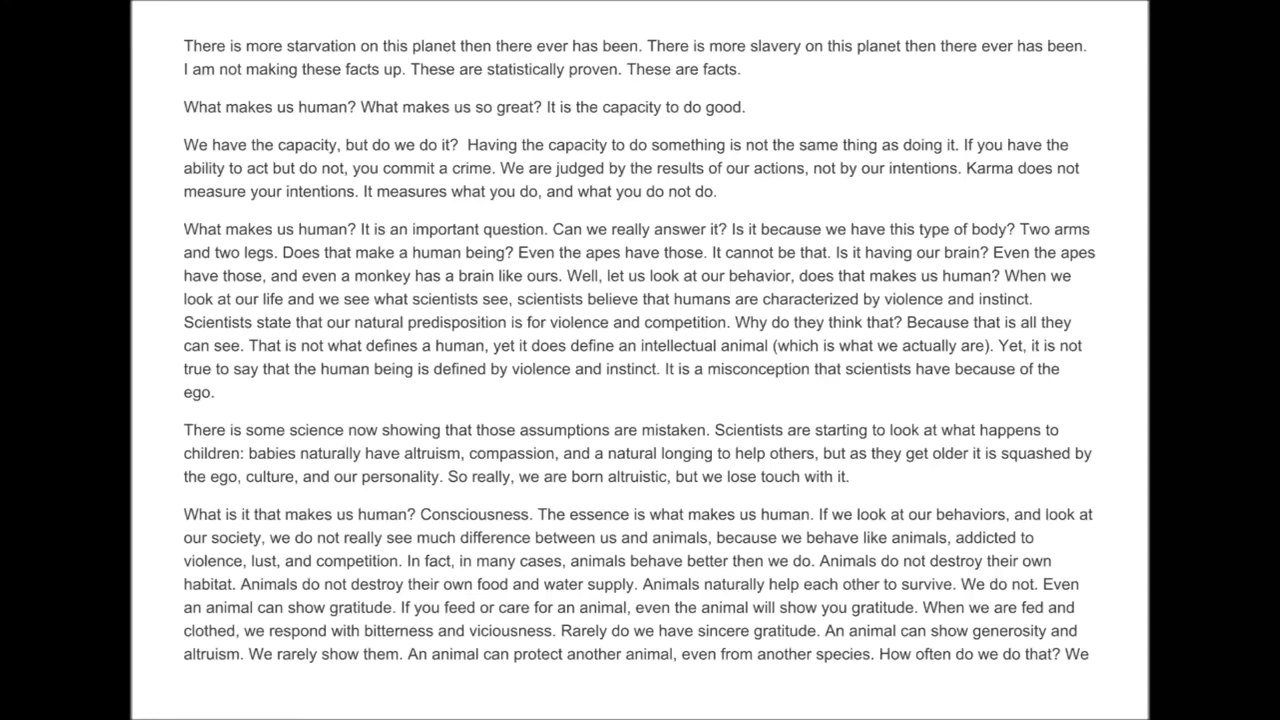 There is more starvation on this planet then there ever has been. There is more slavery on this planet then there ever has been.
I am not making these facts up. These are statistically proven. These are facts.
What makes us human? What makes us so great? It is the capacity to do good.
We have the capacity, but do we do it?  Having the capacity to do something is not the same thing as doing it. If you have the
ability to act but do not, you commit a crime. We are judged by the results of our actions, not by our intentions. Karma does not
measure your intentions. It measures what you do, and what you do not do.
What makes us human? It is an important question. Can we really answer it? Is it because we have this type of body? Two arms
and two legs. Does that make a human being? Even the apes have those. It cannot be that. Is it having our brain? Even the apes
have those, and even a monkey has a brain like ours. Well, let us look at our behavior, does that makes us human? When we
look at our life and we see what scientists see, scientists believe that humans are characterized by violence and instinct.
Scientists state that our natural predisposition is for violence and competition. Why do they think that? Because that is all they
can see. That is not what defines a human, yet it does define an intellectual animal (which is what we actually are). Yet, it is not
true to say that the human being is defined by violence and instinct. It is a misconception that scientists have because of the
ego.
There is some science now showing that those assumptions are mistaken. Scientists are starting to look at what happens to
children: babies naturally have altruism, compassion, and a natural longing to help others, but as they get older it is squashed by
the ego, culture, and our personality. So really, we are born altruistic, but we lose touch with it.
What is it that makes us human? Consciousness. The essence is what makes us human. If we look at our behaviors, and look at
our society, we do not really see much difference between us and animals, because we behave like animals, addicted to
violence, lust, and competition. In fact, in many cases, animals behave better then we do. Animals do not destroy their own
habitat. Animals do not destroy their own food and water supply. Animals naturally help each other to survive. We do not. Even
an animal can show gratitude. If you feed or care for an animal, even the animal will show you gratitude. When we are fed and
clothed, we respond with bitterness and viciousness. Rarely do we have sincere gratitude. An animal can show generosity and
altruism. We rarely show them. An animal can protect another animal, even from another species. How often do we do that? We